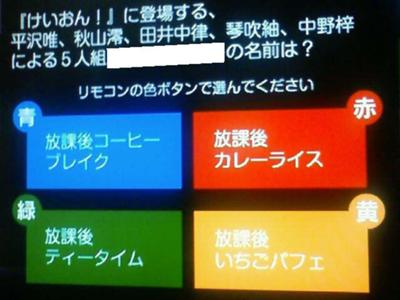 『けいおん！』に登場する、
平沢唯、秋山澪、田井中律、琴吹紬、中野梓
による５人組 の名前は？
リモコンの色ボタンで選んでください
青
放課後コーヒー
ブレイク
赤
放課後
カレーライス
緑
放課後
ティータイム
黄
放課後
いちごパフェ